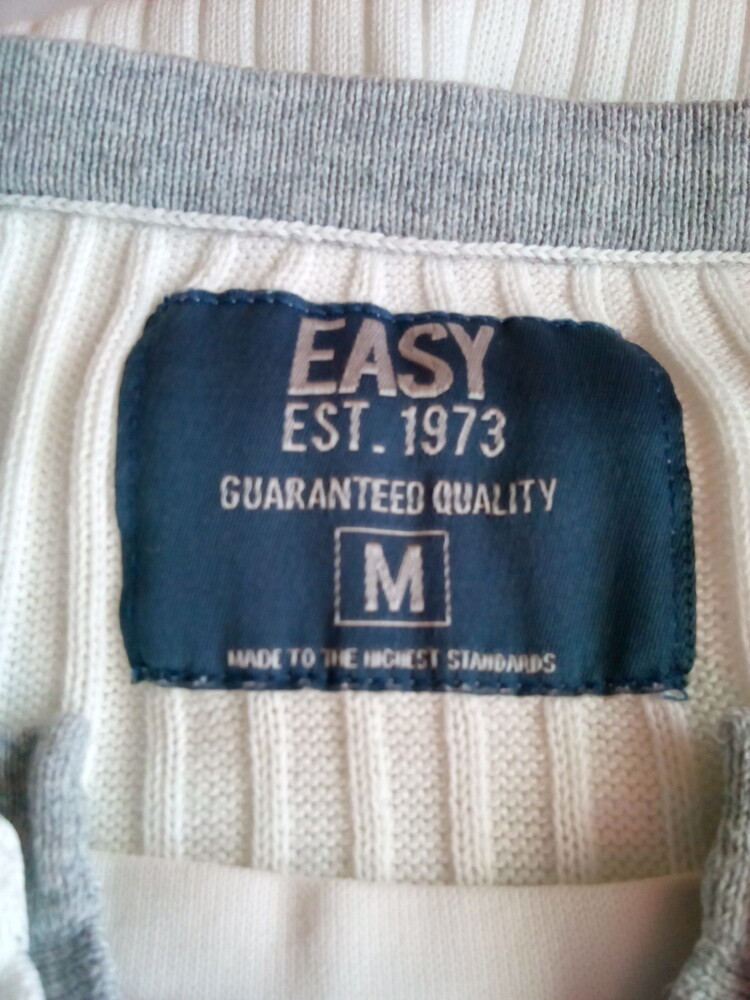 EASY
EST. 1973
GUARANTEED QUALITY
M
MADE TO THE HIGHEST STANDARDS